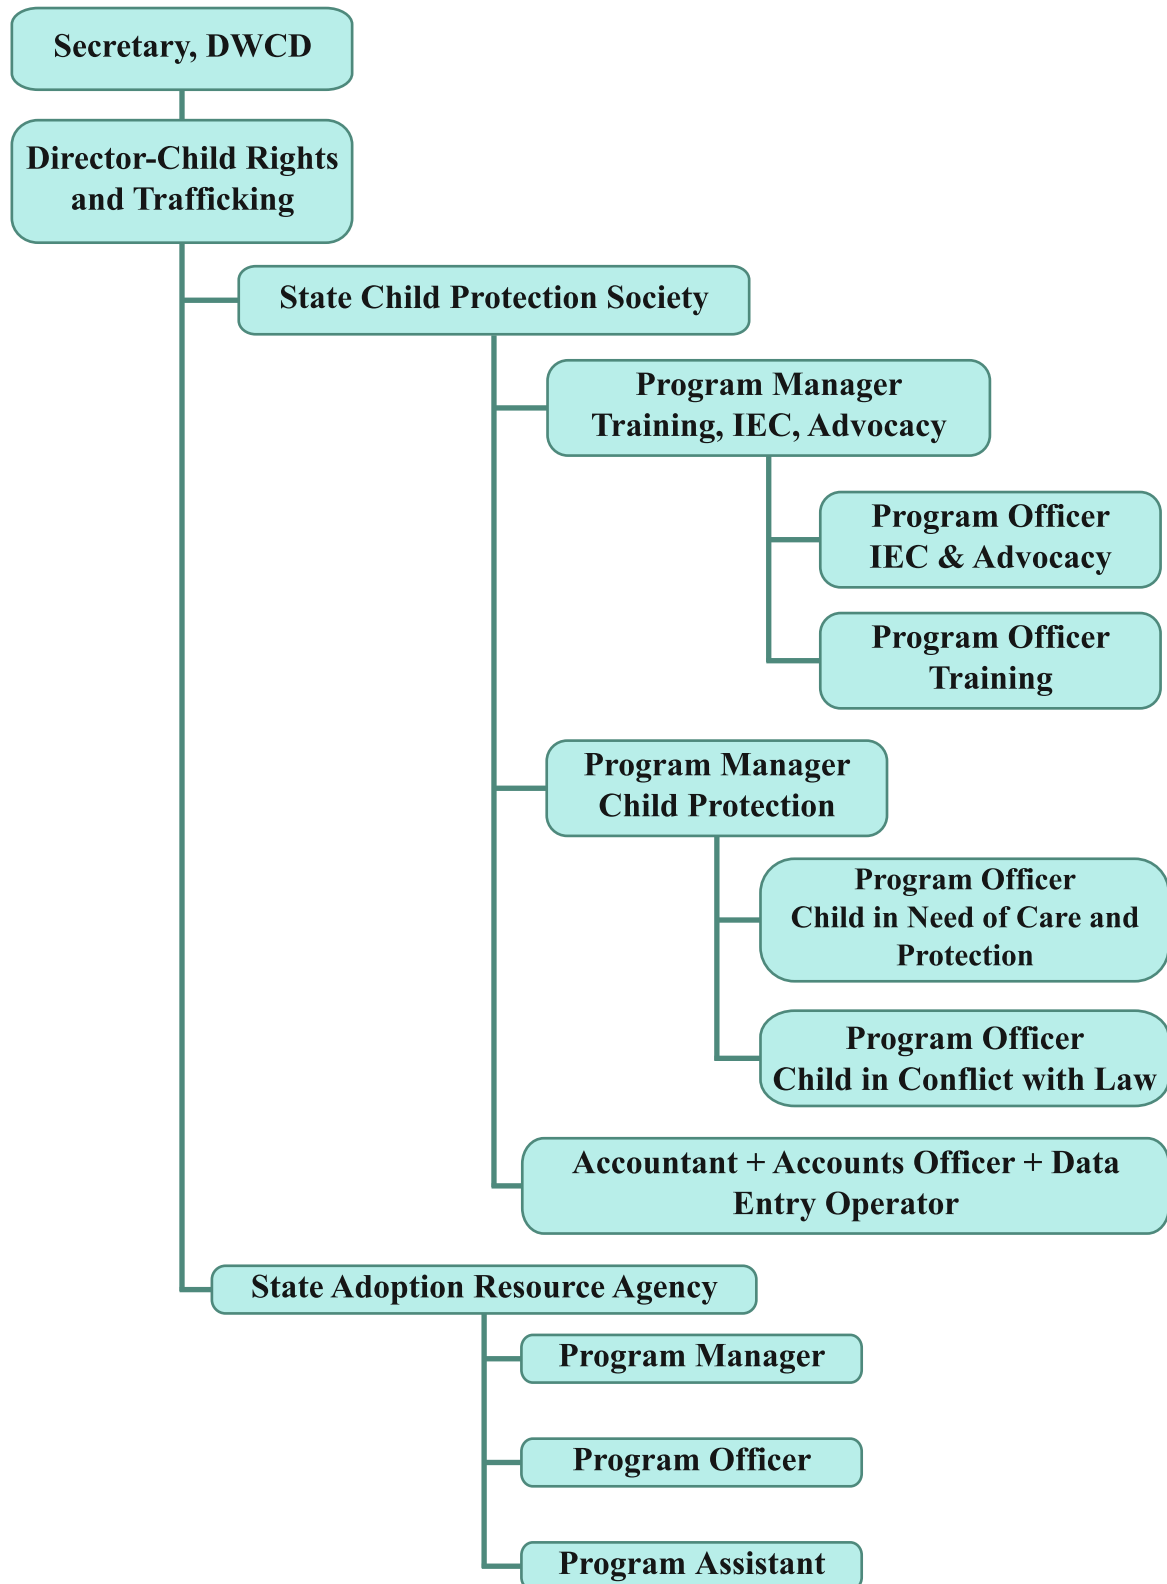 Secretary, DWCD
Director-Child Rights
and Trafficking
State Child Protection Society
Program Manager
Training, IEC, Advocacy
Program Officer
IEC & Advocacy
Program Officer
Training
Program Manager
Child Protection
Program Officer
Child in Need of Care and
Protection
Program Officer
Child in Conflict with Law
Accountant + Accounts Officer + Data
Entry Operator
State Adoption Resource Agency
Program Manager
Program Officer
Program Assistant